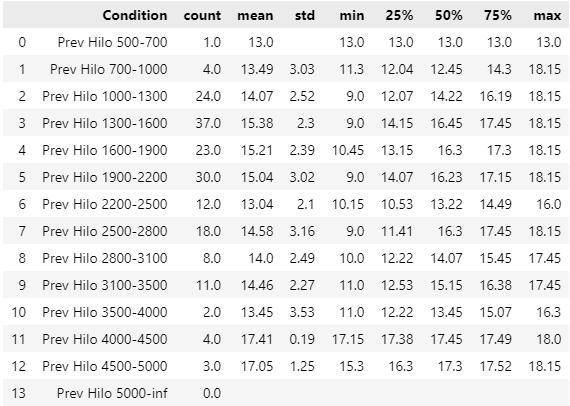 Condition count mean std min 25% 50% 75% max
0 Prev Hilo 500-700 1.0 13.0 13.0 13.0 13.0 13.0 13.0
1 Prev Hilo 700-1000 4.0 13.49 3.03 11.3 12.04 12.45 14.3 18.15
2 Prev Hilo 1000-1300 24.0 14.07 2.52 9.0 12.07 14.22 16.19 18.15
3 Prev Hilo 1300-1600 37.0 15.38 2.3 9.0 14.15 16.45 17.45 18.15
4 Prev Hilo 1600-1900 23.0 15.21 2.39 10.45 13.15 16.3 17.3 18.15
5 Prev Hilo 1900-2200 30.0 15.04 3.02 9.0 14.07 16.23 17.15 18.15
6 Prev Hilo 2200-2500 12.0 13.04 2.1 10.15 10.53 13.22 14.49 16.0
7 Prev Hilo 2500-2800 18.0 14.58 3.16 9.0 11.41 16.3 17.45 18.15
8 Prev Hilo 2800-3100 8.0 14.0 2.49 10.0 12.22 14.07 15.45 17.45
9 Prev Hilo 3100-3500 11.0 14.46 2.27 11.0 12.53 15.15 16.38 17.45
10 Prev Hilo 3500-4000 2.0 13.45 3.53 11.0 12.22 13.45 15.07 16.3
11 Prev Hilo 4000-4500 4.0 17.41 0.19 17.15 17.38 17.45 17.49 18.0
12 Prev Hilo 4500-5000 3.0 17.05 1.25 15.3 16.3 17.3 17.52 18.15
13 Prev Hilo 5000-inf 0.0